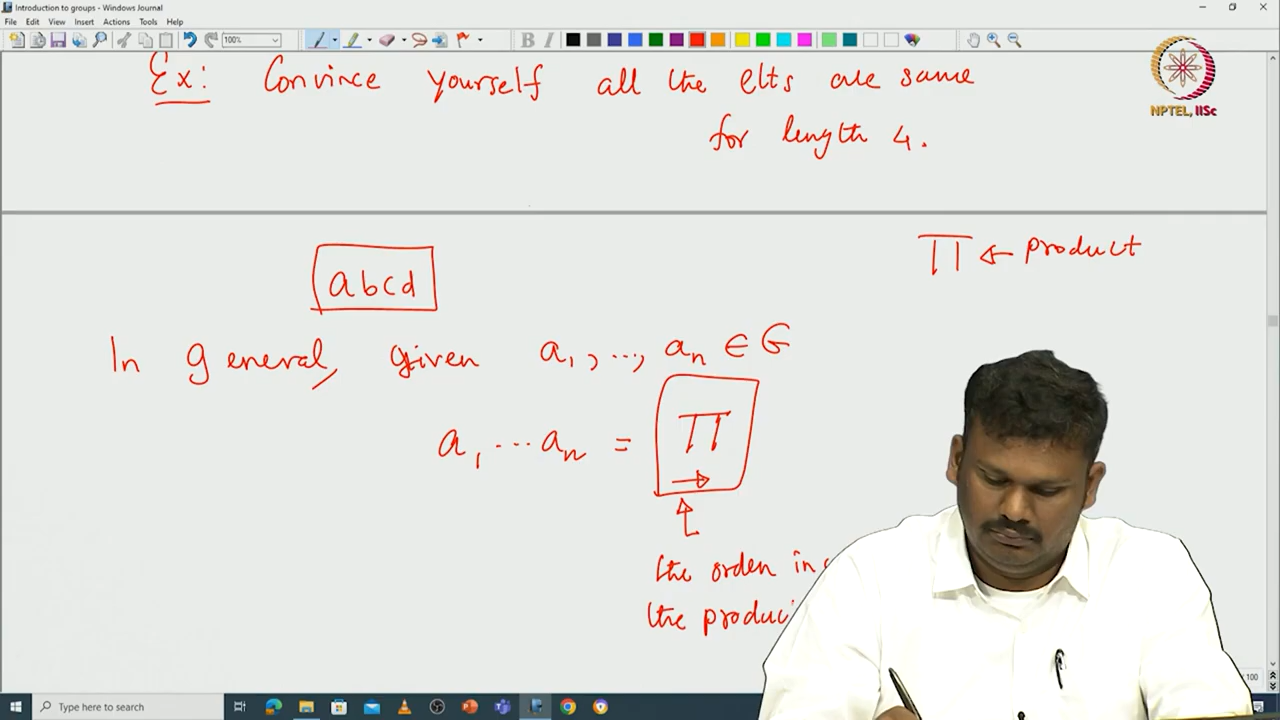 Introduction to groups - Windows Journal
File Edit View Insert Actions Tools Help
100%
B I
Ex: Convince yourself all the elts are same
for length 4.
NPTEL, IISc
abcd
Π ← product
In general, given a₁, ..., aₙ ∈ G
a₁ ... aₙ = Π
→
the order in
the produc
100
Type here to search